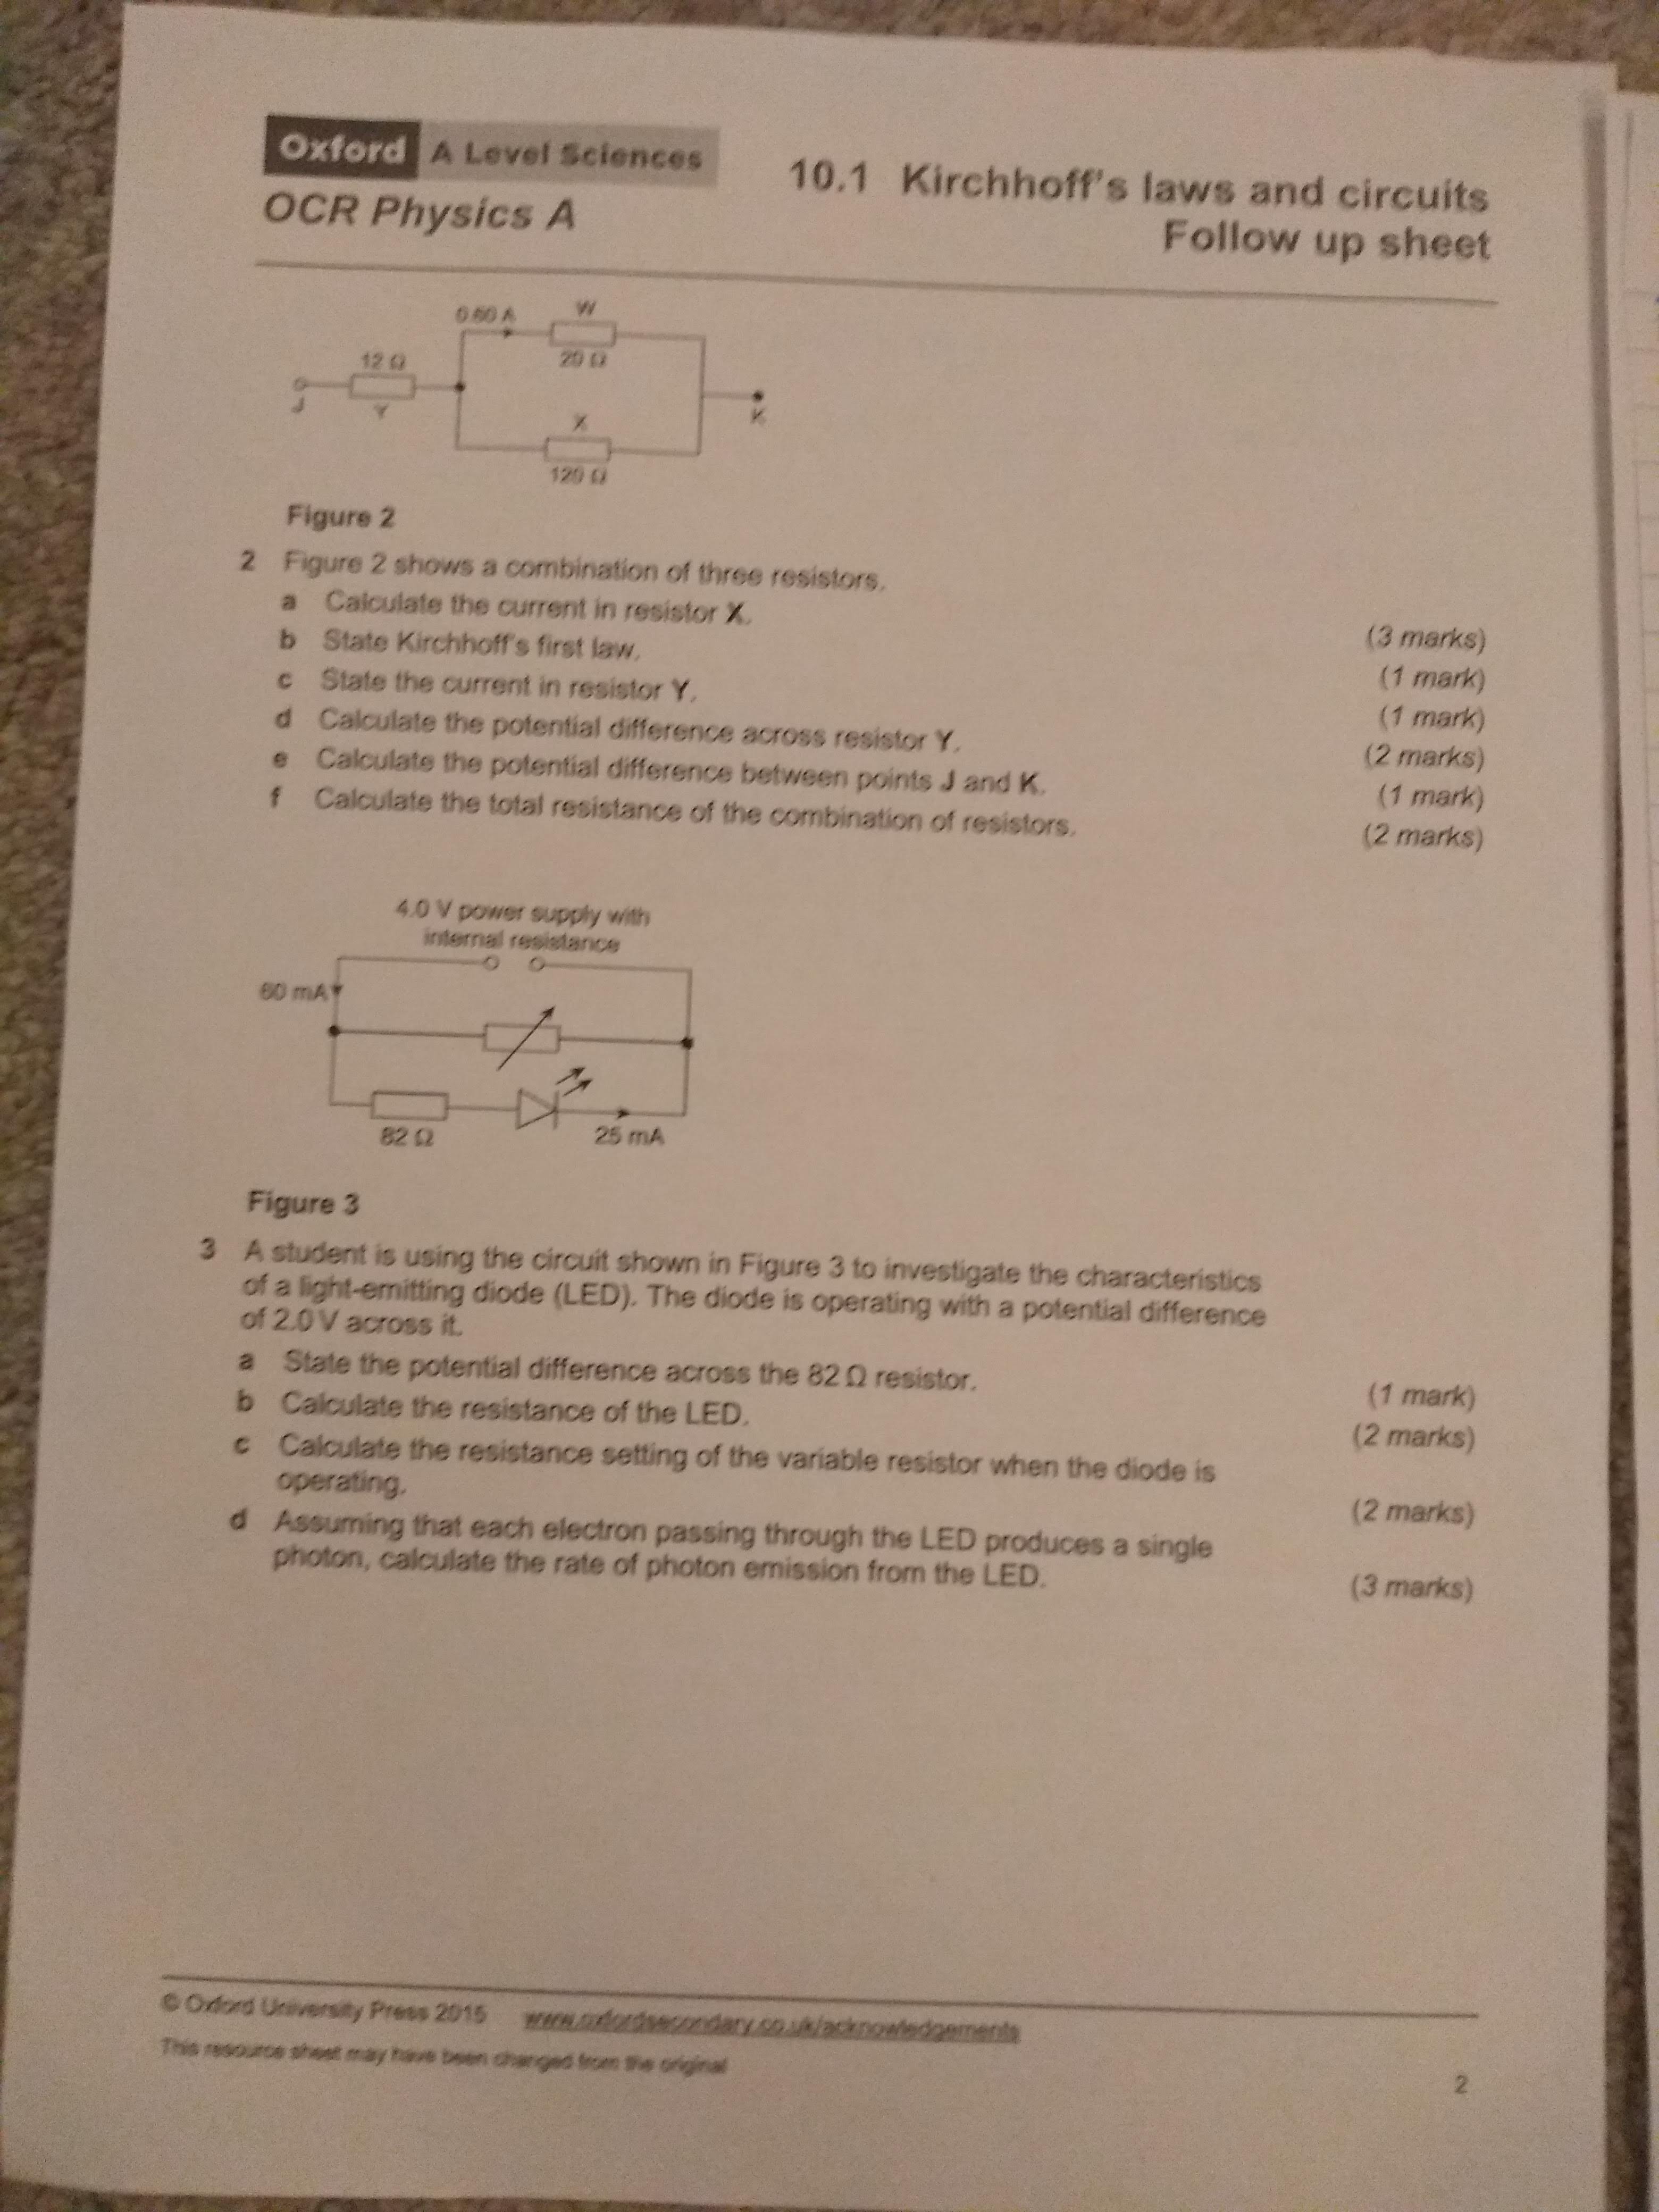 Oxford A Level Sciences
OCR Physics A
10.1 Kirchhoff's laws and circuits
Follow up sheet
0.60 A
W
12 Ω
20 Ω
J
Y
X
K
120 Ω
Figure 2
2 Figure 2 shows a combination of three resistors.
a Calculate the current in resistor X. (3 marks)
b State Kirchhoff's first law. (1 mark)
c State the current in resistor Y. (1 mark)
d Calculate the potential difference across resistor Y. (2 marks)
e Calculate the potential difference between points J and K. (1 mark)
f Calculate the total resistance of the combination of resistors. (2 marks)
4.0 V power supply with
internal resistance
60 mA
82 Ω
25 mA
Figure 3
3 A student is using the circuit shown in Figure 3 to investigate the characteristics
of a light-emitting diode (LED). The diode is operating with a potential difference
of 2.0 V across it.
a State the potential difference across the 82 Ω resistor. (1 mark)
b Calculate the resistance of the LED. (2 marks)
c Calculate the resistance setting of the variable resistor when the diode is
operating. (2 marks)
d Assuming that each electron passing through the LED produces a single
photon, calculate the rate of photon emission from the LED. (3 marks)
© Oxford University Press 2015 www.oxfordsecondary.co.uk/acknowledgements
This resource sheet may have been changed from the original
2